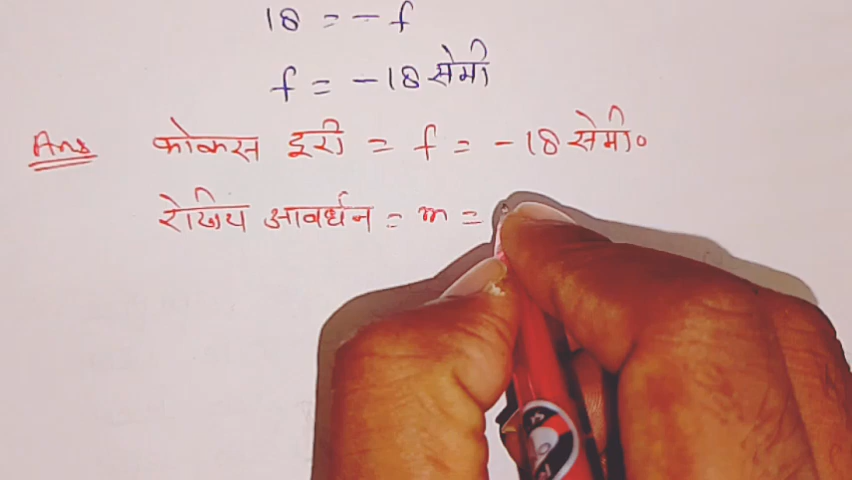 18 = - f
f = - 18 सेमी
Ans फोकस दूरी = f = - 18 सेमी०
रेखिय आवर्धन = m =